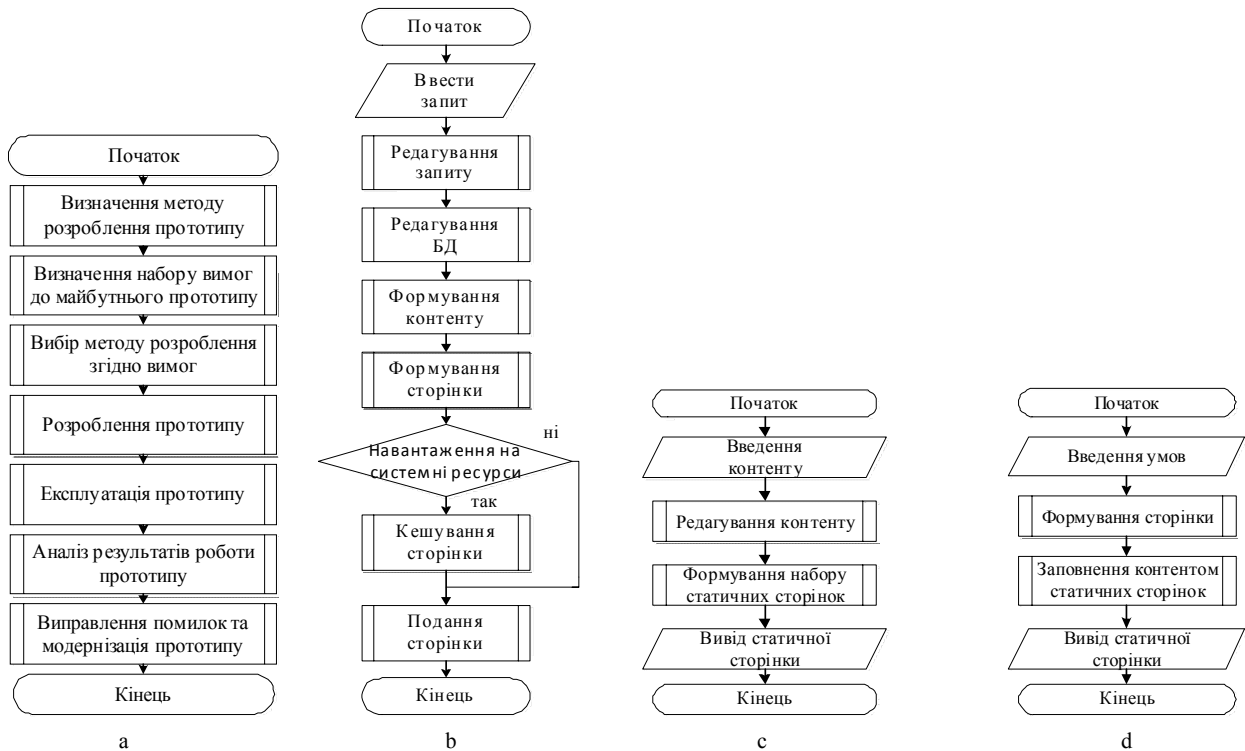 Початок
Визначення методу
розроблення прототипу
Визначення набору вимог
до майбутнього прототипу
Вибір методу розроблення
згідно вимог
Розроблення прототипу
Експлуатація прототипу
Аналіз результатів роботи
прототипу
Виправлення помилок та
модернізація прототипу
Кінець
a
Початок
Ввести
запит
Редагування
запиту
Редагування
БД
Формування
контенту
Формування
сторінки
Навантаження на
системні ресурси
ні
так
Кешування
сторінки
Подання
сторінки
Кінець
b
Початок
Введення
контенту
Редагування контенту
Формування набору
статичних сторінок
Вивід статичної
сторінки
Кінець
c
Початок
Введення умов
Формування сторінки
Заповнення контентом
статичних сторінок
Вивід статичної
сторінки
Кінець
d